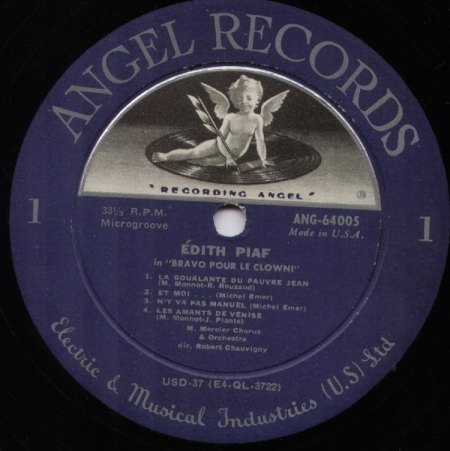 ANGEL RECORDS
"RECORDING ANGEL"
1
1
33⅓ R.P.M.
Microgroove
ANG-64005
Made in U.S.A.
ÉDITH PIAF
in "BRAVO POUR LE CLOWN!"
1. LA GOUALANTE DU PAUVRE JEAN
(M. Monnot-R. Rouzaud)
2. ET MOI . . . (Michel Emer)
3. N'Y VA PAS MANUEL (Michel Emer)
4. LES AMANTS DE VENISE
(M. Monnot-J. Plante)
M. Mercier Chorus
& Orchestra
dir. Robert Chauvigny
USD-37 (E4-QL-3722)
Electric & Musical Industries (U.S) Ltd